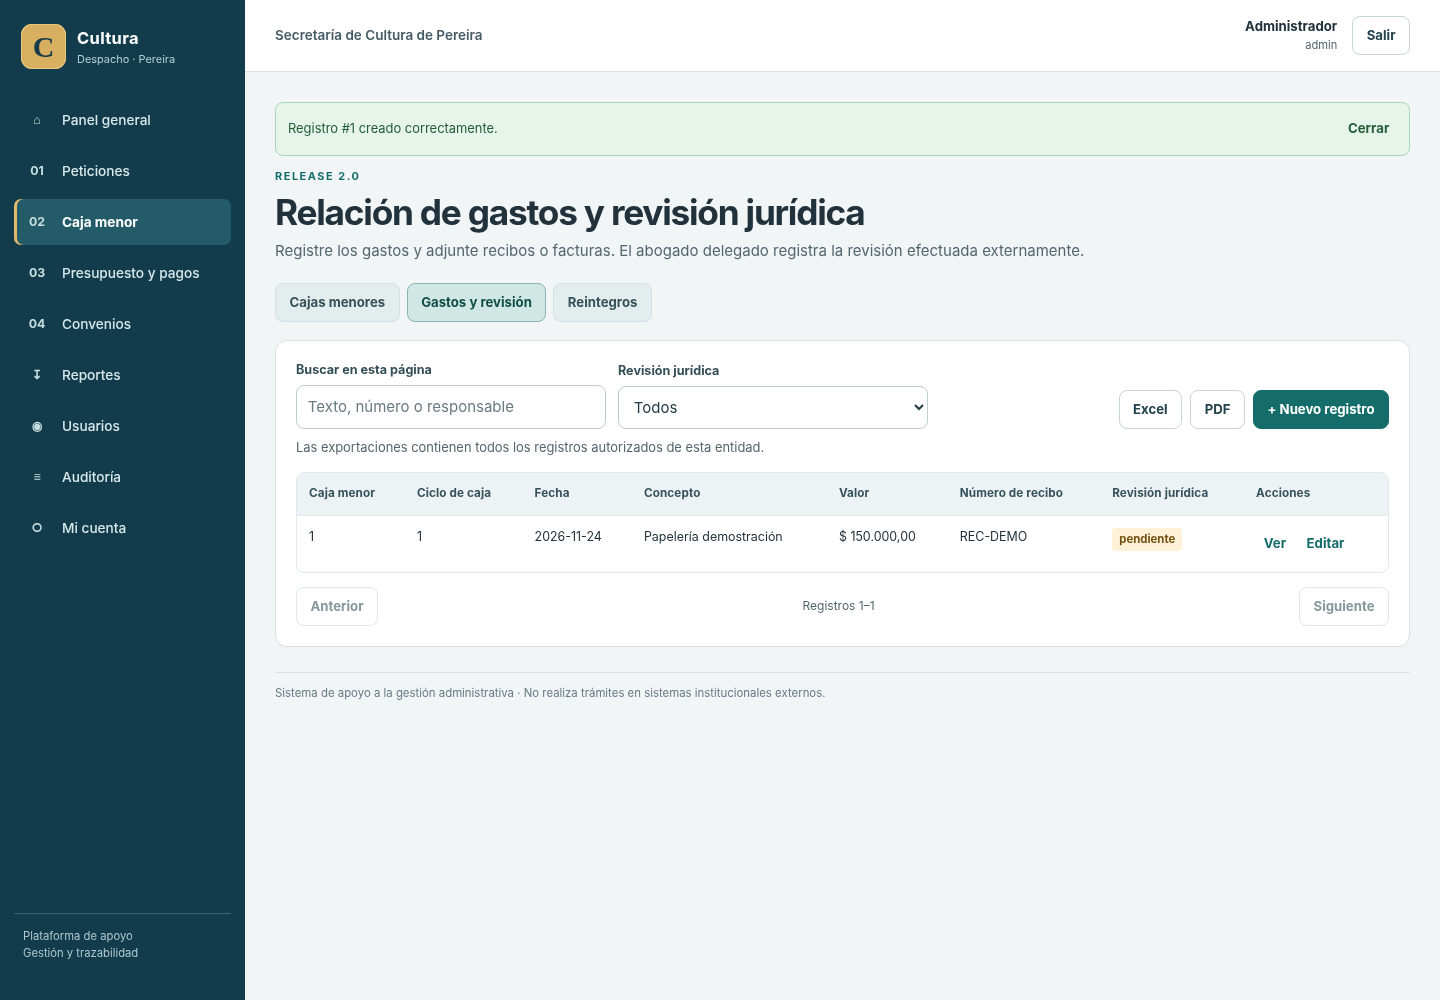 C
Cultura
Despacho · Pereira
⌂ Panel general
01 Peticiones
02 Caja menor
03 Presupuesto y pagos
04 Convenios
↧ Reportes
◉ Usuarios
≡ Auditoría
○ Mi cuenta
Plataforma de apoyo
Gestión y trazabilidad
Secretaría de Cultura de Pereira
Administrador
admin
Salir
Registro #1 creado correctamente. Cerrar
RELEASE 2.0
Relación de gastos y revisión jurídica
Registre los gastos y adjunte recibos o facturas. El abogado delegado registra la revisión efectuada externamente.
Cajas menores Gastos y revisión Reintegros
Buscar en esta página Revisión jurídica
Texto, número o responsable Todos Excel PDF + Nuevo registro
Las exportaciones contienen todos los registros autorizados de esta entidad.
Caja menor Ciclo de caja Fecha Concepto Valor Número de recibo Revisión jurídica Acciones
1 1 2026-11-24 Papelería demostración $ 150.000,00 REC-DEMO pendiente Ver Editar
Anterior Registros 1–1 Siguiente
Sistema de apoyo a la gestión administrativa · No realiza trámites en sistemas institucionales externos.